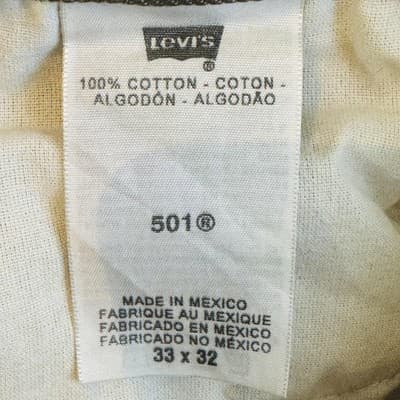 Levi's
®
100% COTTON - COTON -
ALGODÓN - ALGODÃO
501®
MADE IN MEXICO
FABRIQUE AU MEXIQUE
FABRICADO EN MEXICO
FABRICADO NO MÉXICO
33 x 32